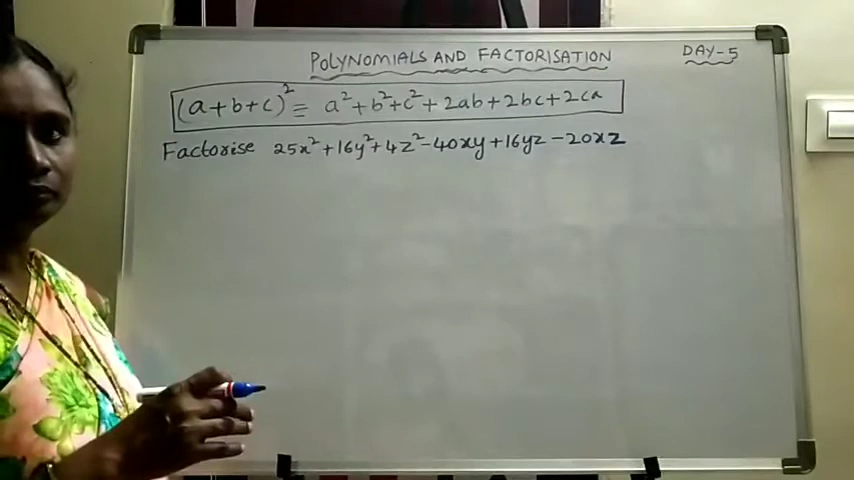 POLYNOMIALS AND FACTORISATION
DAY-5
(a+b+c)² = a²+b²+c²+2ab+2bc+2ca
Factorise 25x²+16y²+4z²-40xy+16yz-20xz